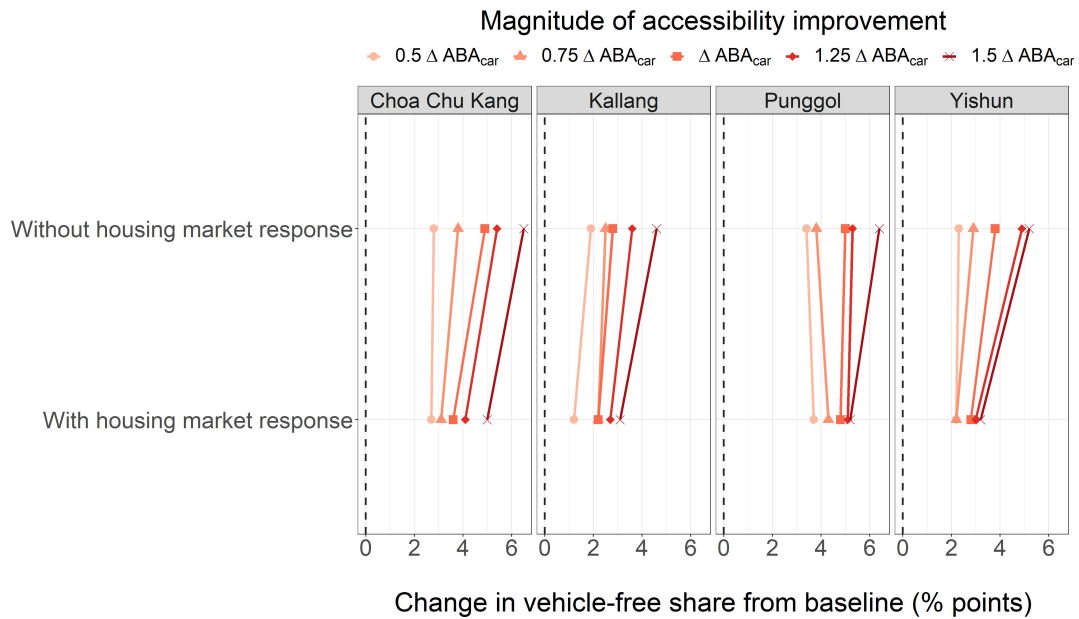 Magnitude of accessibility improvement
0.5 Δ ABAcar 0.75 Δ ABAcar Δ ABAcar 1.25 Δ ABAcar 1.5 Δ ABAcar
Choa Chu Kang Kallang Punggol Yishun
Without housing market response
With housing market response
0 2 4 6 0 2 4 6 0 2 4 6 0 2 4 6
Change in vehicle-free share from baseline (% points)